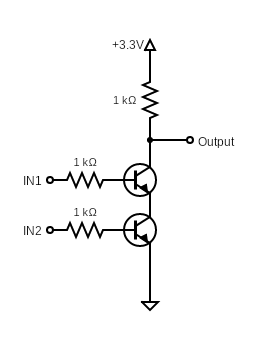 +3.3V
1 kΩ
Output
1 kΩ
IN1
1 kΩ
IN2